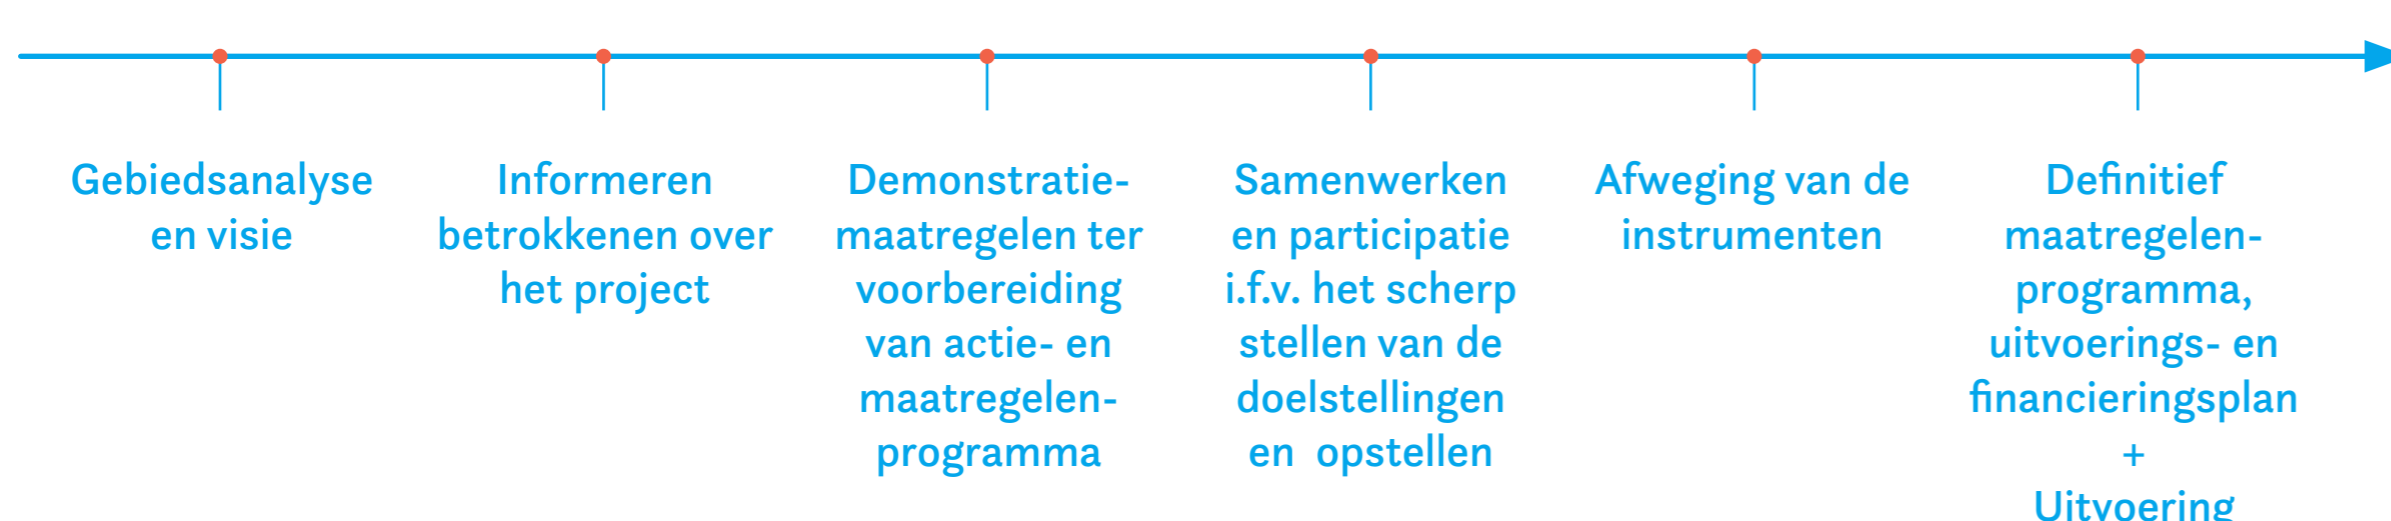 Gebiedsanalyse
en visie
Informeren
betrokkenen over
het project
Demonstratie-
maatregelen ter
voorbereiding
van actie- en
maatregelen-
programma
Samenwerken
en participatie
i.f.v. het scherp
stellen van de
doelstellingen
en opstellen
Afweging van de
instrumenten
Definitief
maatregelen-
programma,
uitvoerings- en
financieringsplan
+
Uitvoering